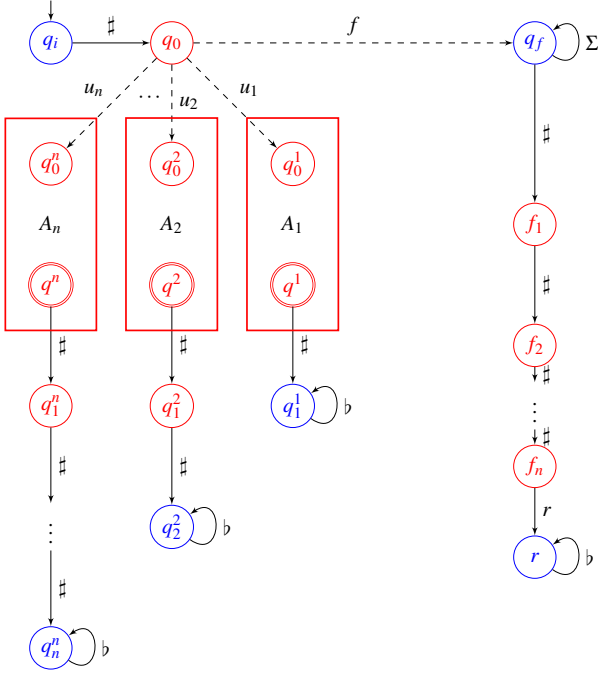 ♯ f
q_i q_0 q_f Σ
u_n ... u_2 u_1
♯
q_0^n q_0^2 q_0^1
A_n A_2 A_1 f_1
q^n q^2 q^1 ♯
♯ ♯ ♯ f_2
♯
q_1^n q_1^2 q_1^1 ♭ ⋮
♯
♯ ♯ f_n
r
⋮ q_2^2 ♭ r ♭
♯
q_n^n ♭